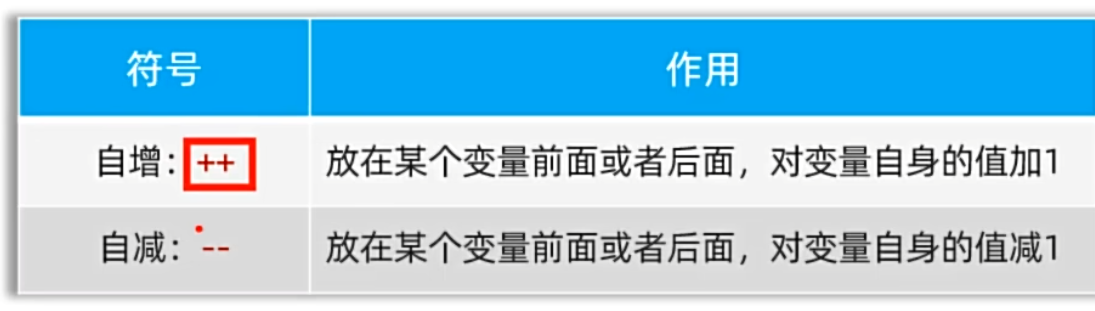 符号 作用
自增：++ 放在某个变量前面或者后面，对变量自身的值加1
自减：-- 放在某个变量前面或者后面，对变量自身的值减1